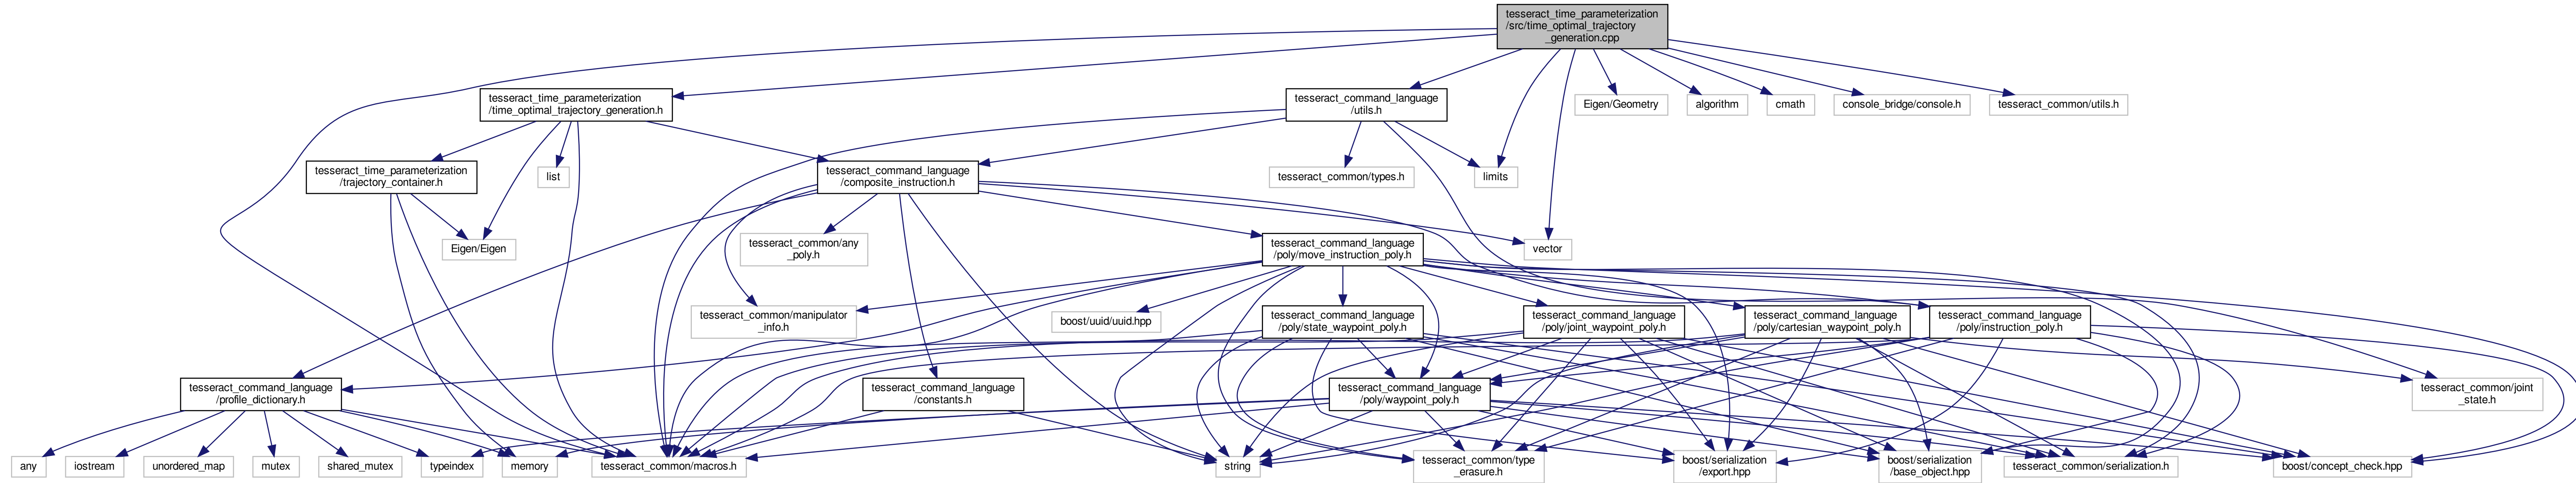 tesseract_time_parameterization
/src/time_optimal_trajectory
_generation.cpp
tesseract_time_parameterization
/time_optimal_trajectory_generation.h
tesseract_command_language
/utils.h
Eigen/Geometry
algorithm
cmath
console_bridge/console.h
tesseract_common/utils.h
tesseract_time_parameterization
/trajectory_container.h
list
tesseract_command_language
/composite_instruction.h
tesseract_common/types.h
limits
Eigen/Eigen
tesseract_common/any
_poly.h
tesseract_command_language
/poly/move_instruction_poly.h
vector
tesseract_common/manipulator
_info.h
boost/uuid/uuid.hpp
tesseract_command_language
/poly/state_waypoint_poly.h
tesseract_command_language
/poly/joint_waypoint_poly.h
tesseract_command_language
/poly/cartesian_waypoint_poly.h
tesseract_command_language
/poly/instruction_poly.h
tesseract_command_language
/profile_dictionary.h
tesseract_command_language
/constants.h
tesseract_command_language
/poly/waypoint_poly.h
tesseract_common/joint
_state.h
any
iostream
unordered_map
mutex
shared_mutex
typeindex
memory
tesseract_common/macros.h
string
tesseract_common/type
_erasure.h
boost/serialization
/export.hpp
boost/serialization
/base_object.hpp
tesseract_common/serialization.h
boost/concept_check.hpp